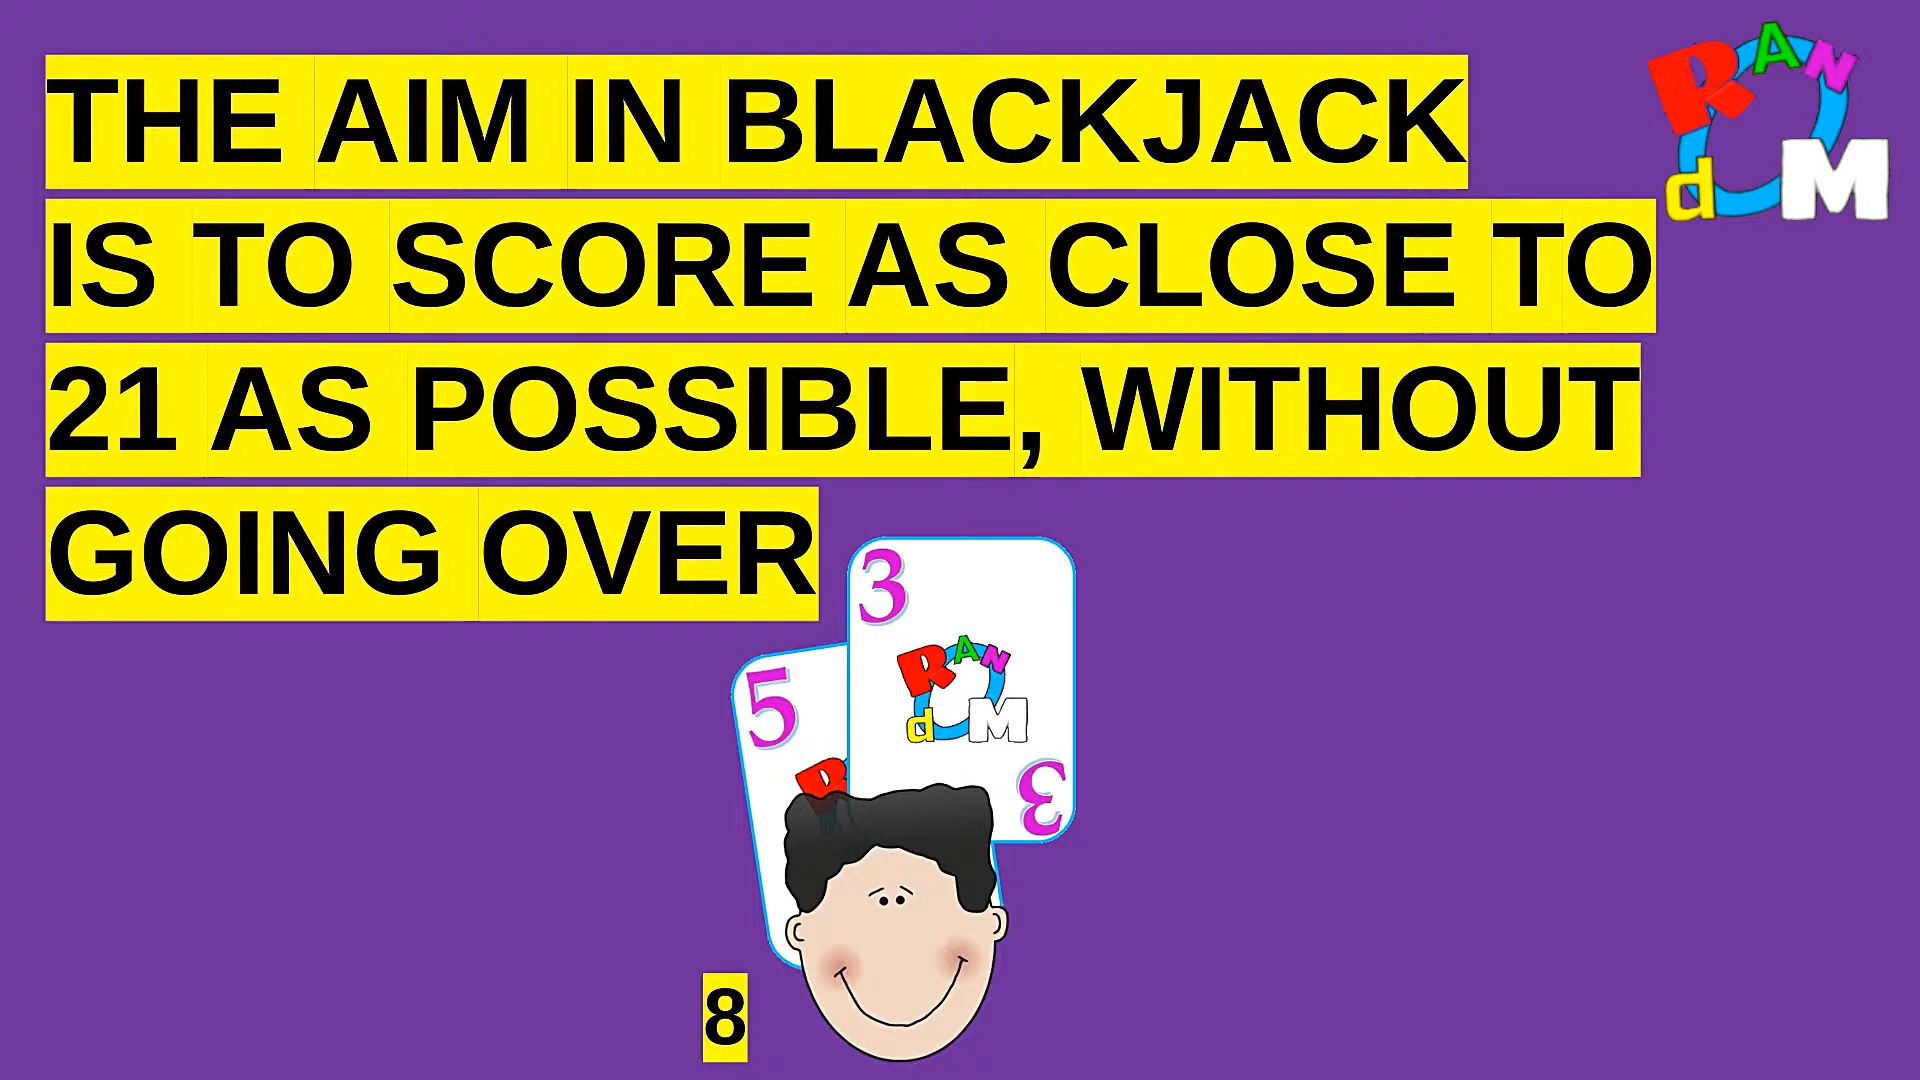 THE AIM IN BLACKJACK
IS TO SCORE AS CLOSE TO
21 AS POSSIBLE, WITHOUT
GOING OVER
RANdOM
3
RANdOM
3
5
R
8